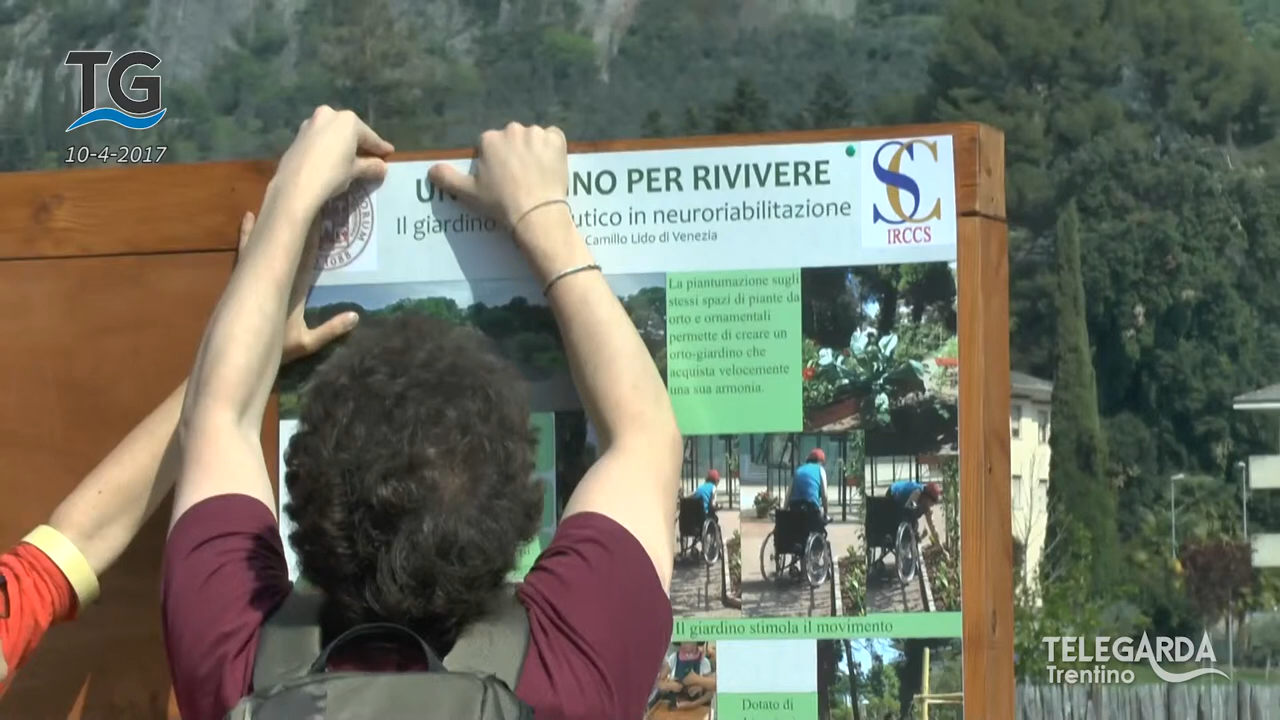 TG
10-4-2017
UN NO PER RIVIVERE
Il giardino utico in neuroriabilitazione
Camillo Lido di Venezia
SC
IRCCS
La piantumazione sugli
stessi spazi di piante da
orto e ornamentali
permette di creare un
orto-giardino che
acquista velocemente
una sua armonia.
Il giardino stimola il movimento
Dotato di
TELEGARDA
Trentino